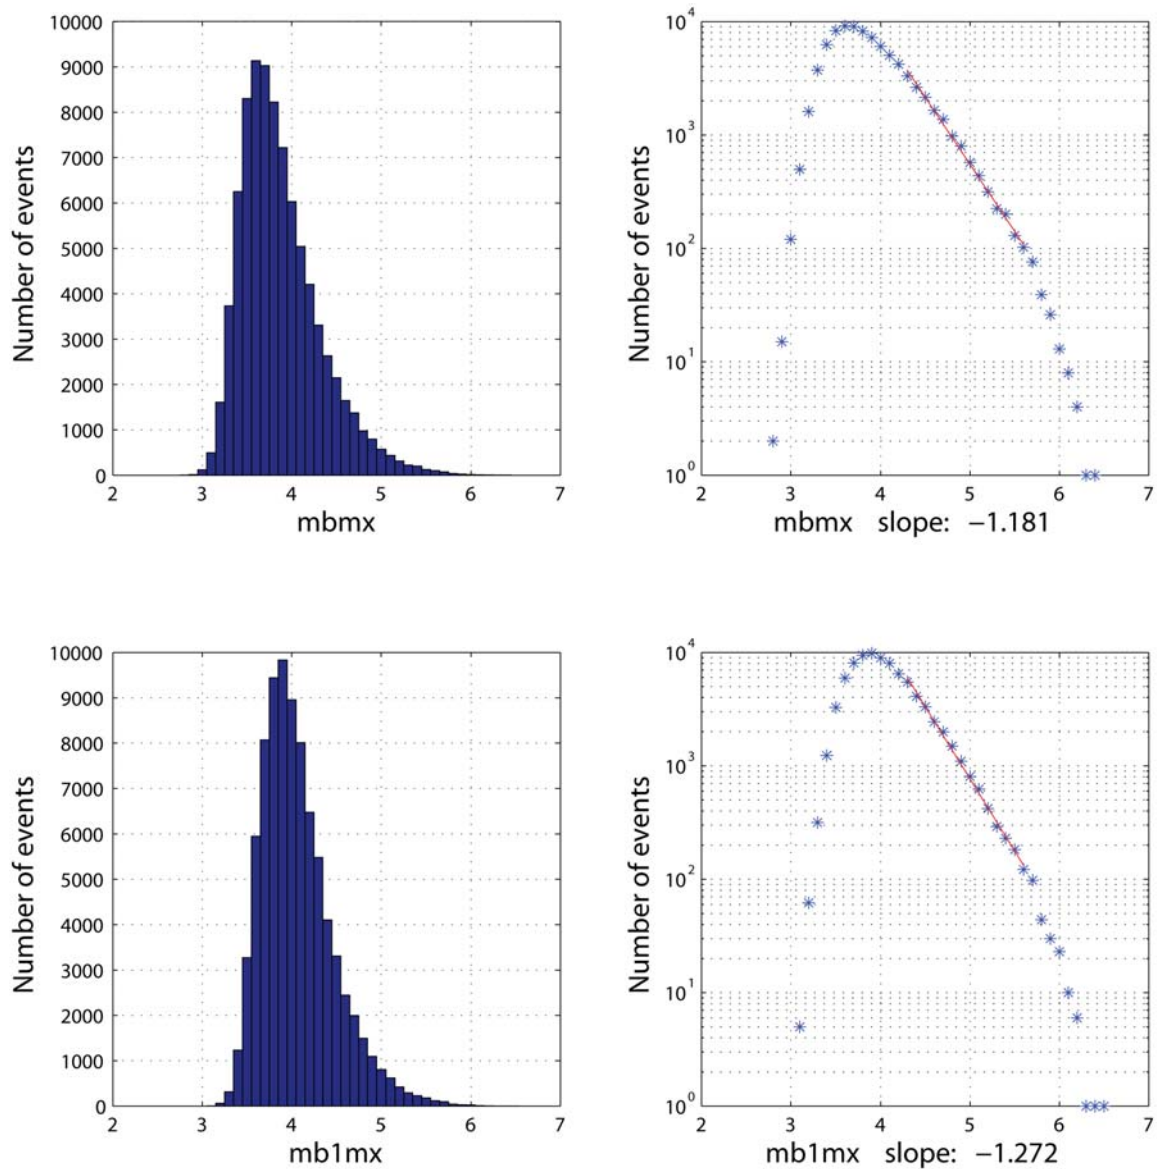 10000
9000
8000
7000
6000
5000
4000
3000
2000
1000
0
Number of events
2 3 4 5 6 7
mbmx
10^4
10^3
10^2
10^1
10^0
Number of events
2 3 4 5 6 7
mbmx slope: −1.181
10000
9000
8000
7000
6000
5000
4000
3000
2000
1000
0
Number of events
2 3 4 5 6 7
mb1mx
10^4
10^3
10^2
10^1
10^0
Number of events
2 3 4 5 6 7
mb1mx slope: −1.272